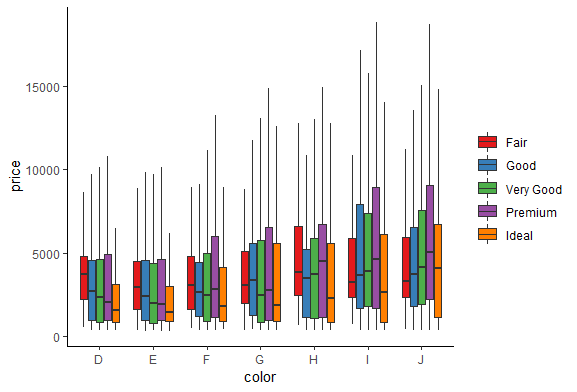 price
15000
10000
5000
0
D E F G H I J
color
Fair
Good
Very Good
Premium
Ideal